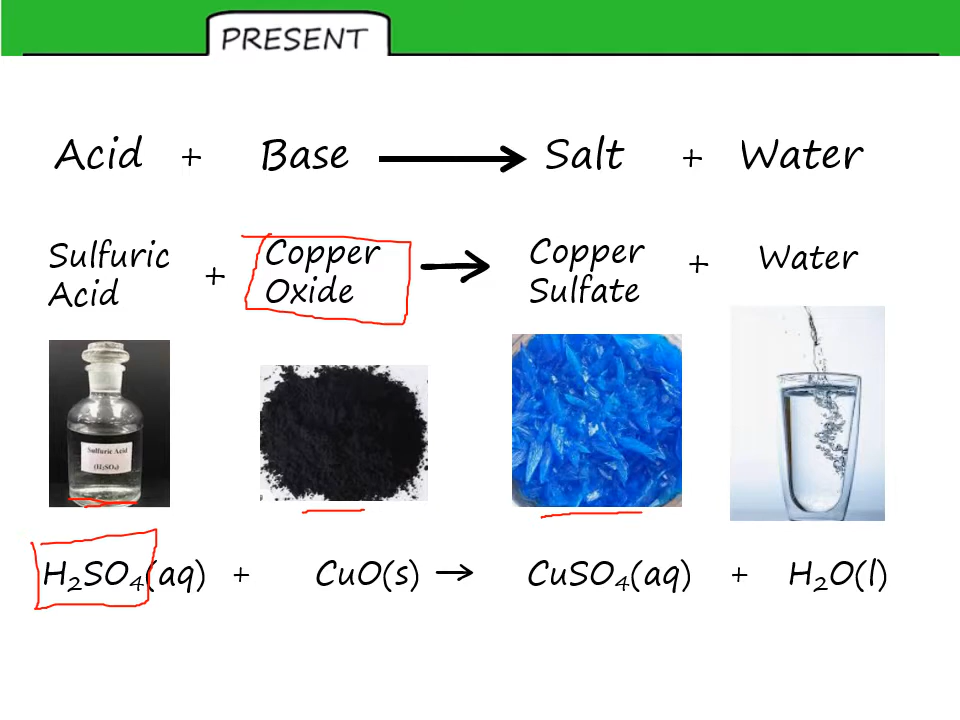 PRESENT
Acid + Base → Salt + Water
Sulfuric Acid + Copper Oxide → Copper Sulfate + Water
Sulfuric Acid
(H₂SO₄)
H₂SO₄(aq) + CuO(s) → CuSO₄(aq) + H₂O(l)